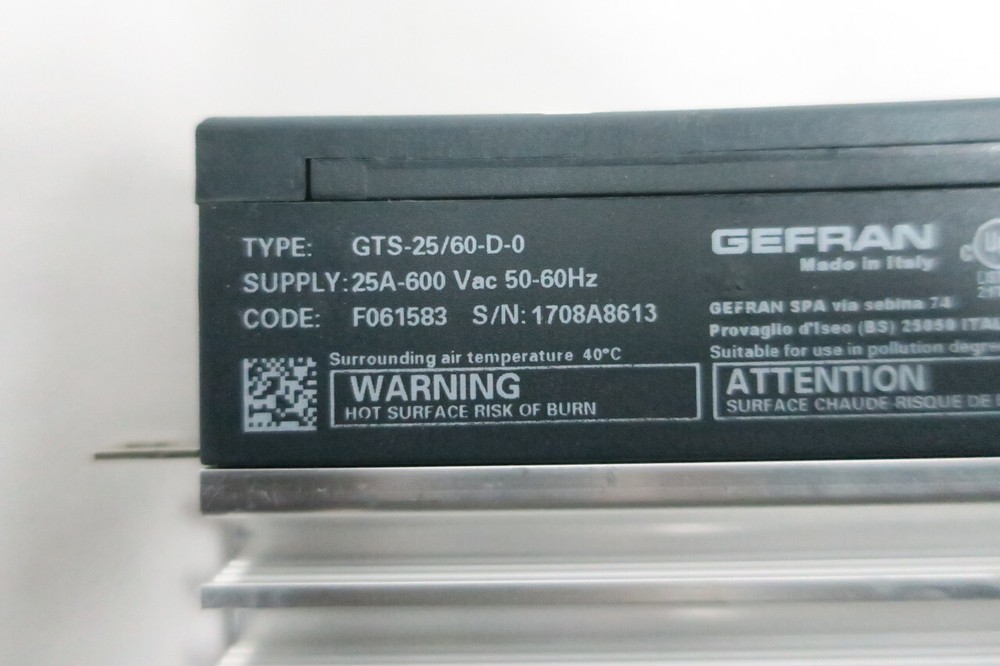 TYPE: GTS-25/60-D-0
SUPPLY: 25A-600 Vac 50-60Hz
CODE: F061583 S/N: 1708A8613
Surrounding air temperature 40°C
WARNING
HOT SURFACE RISK OF BURN
GEFRAN
Made in Italy
GEFRAN SPA via sebina 74
Provaglio d'Iseo (BS) 25050 ITA
Suitable for use in pollution degre
ATTENTION
SURFACE CHAUDE RISQUE DE